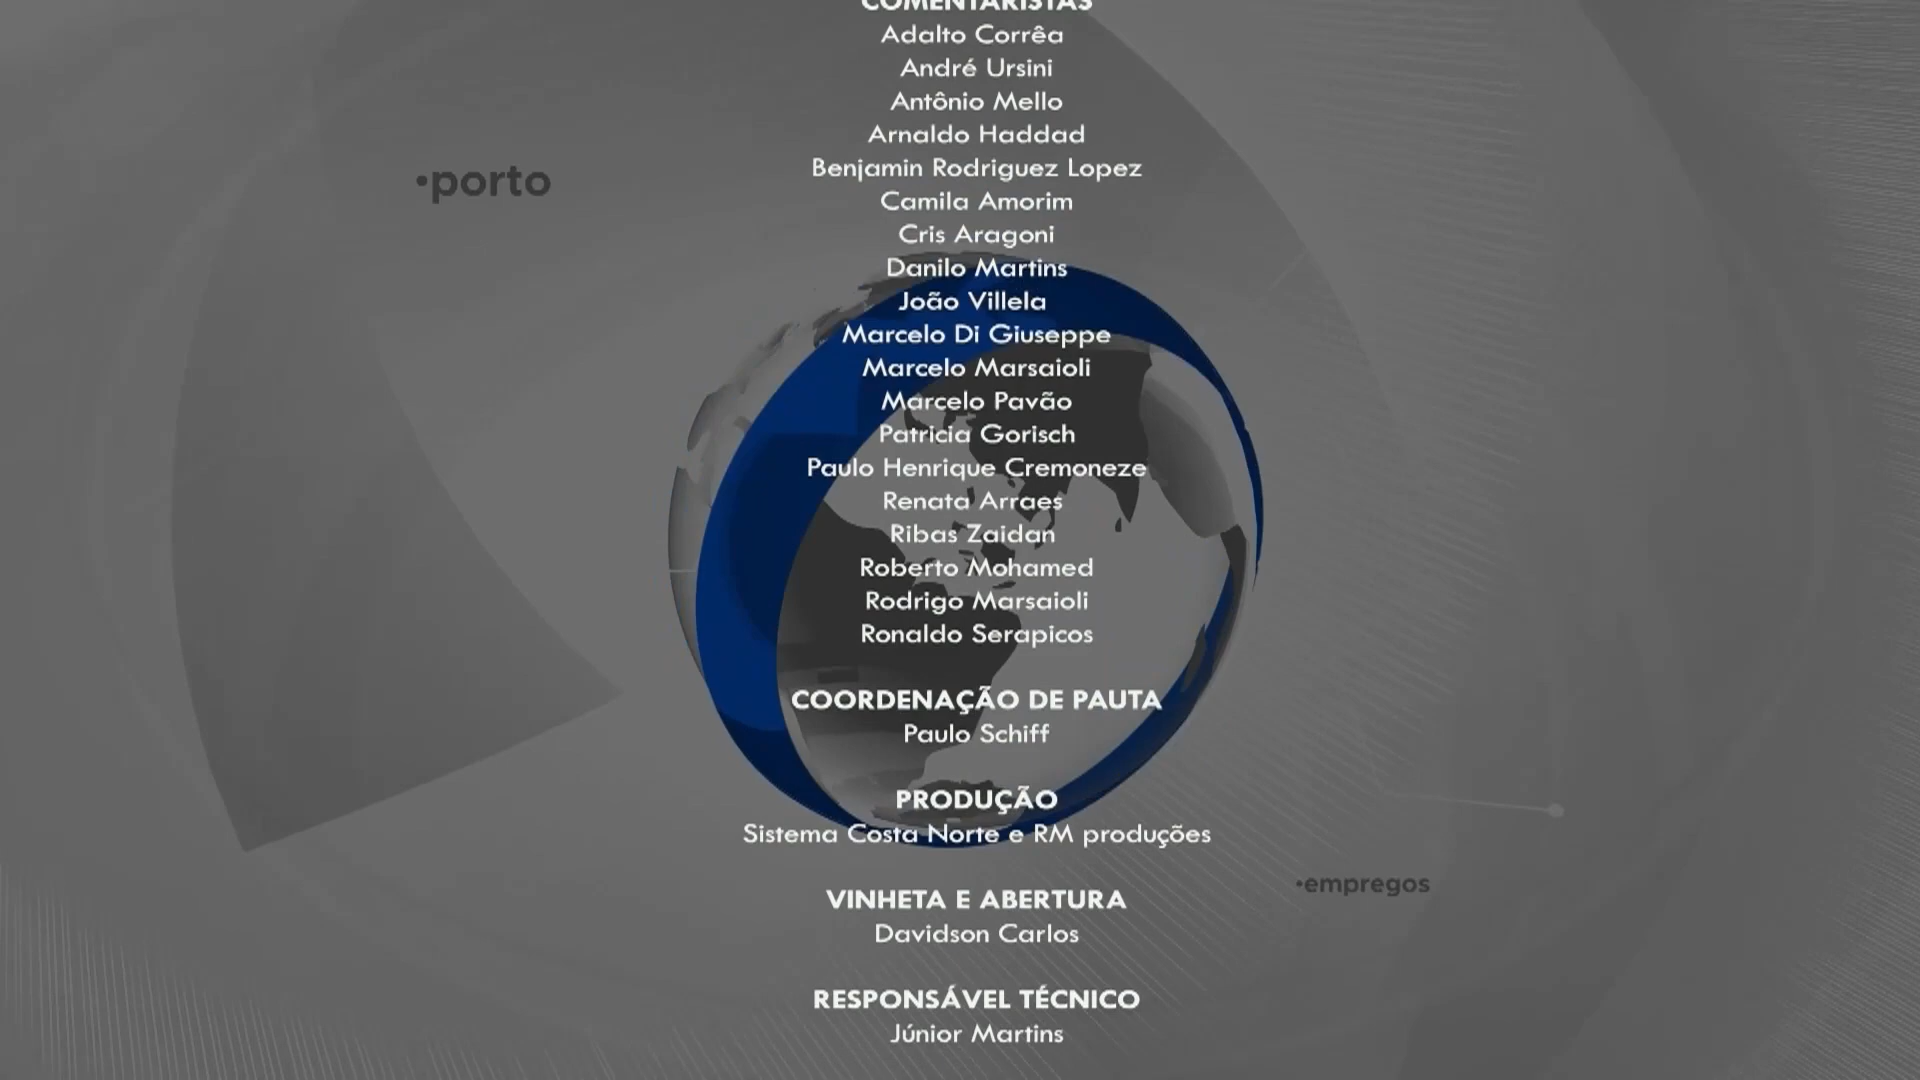 COMENTARISTAS
Adalto Corrêa
André Ursini
Antônio Mello
Arnaldo Haddad
•porto
Benjamin Rodriguez Lopez
Camila Amorim
Cris Aragoni
Danilo Martins
João Villela
Marcelo Di Giuseppe
Marcelo Marsaioli
Marcelo Pavão
Patricia Gorisch
Paulo Henrique Cremoneze
Renata Arraes
Ribas Zaidan
Roberto Mohamed
Rodrigo Marsaioli
Ronaldo Serapicos
COORDENAÇÃO DE PAUTA
Paulo Schiff
PRODUÇÃO
Sistema Costa Norte e RM produções
•empregos
VINHETA E ABERTURA
Davidson Carlos
RESPONSÁVEL TÉCNICO
Júnior Martins